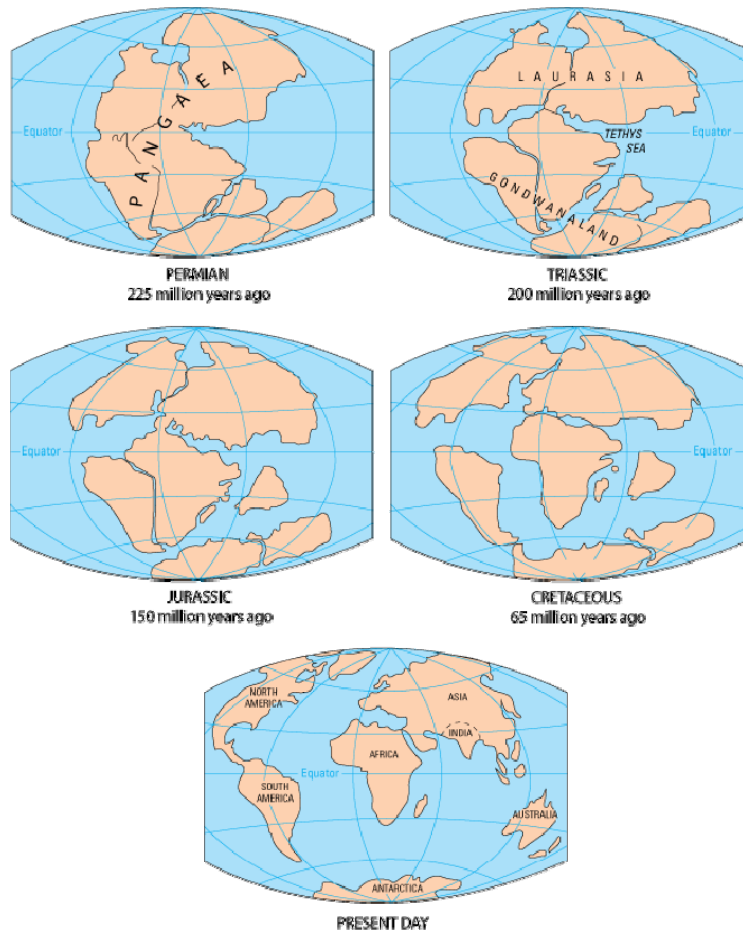 PANGAEA
Equator
PERMIAN
225 million years ago
LAURASIA
Equator
TETHYS
SEA
GONDWANALAND
TRIASSIC
200 million years ago
Equator
JURASSIC
150 million years ago
Equator
CRETACEOUS
65 million years ago
NORTH
AMERICA
ASIA
INDIA
AFRICA
Equator
SOUTH
AMERICA
AUSTRALIA
ANTARCTICA
PRESENT DAY